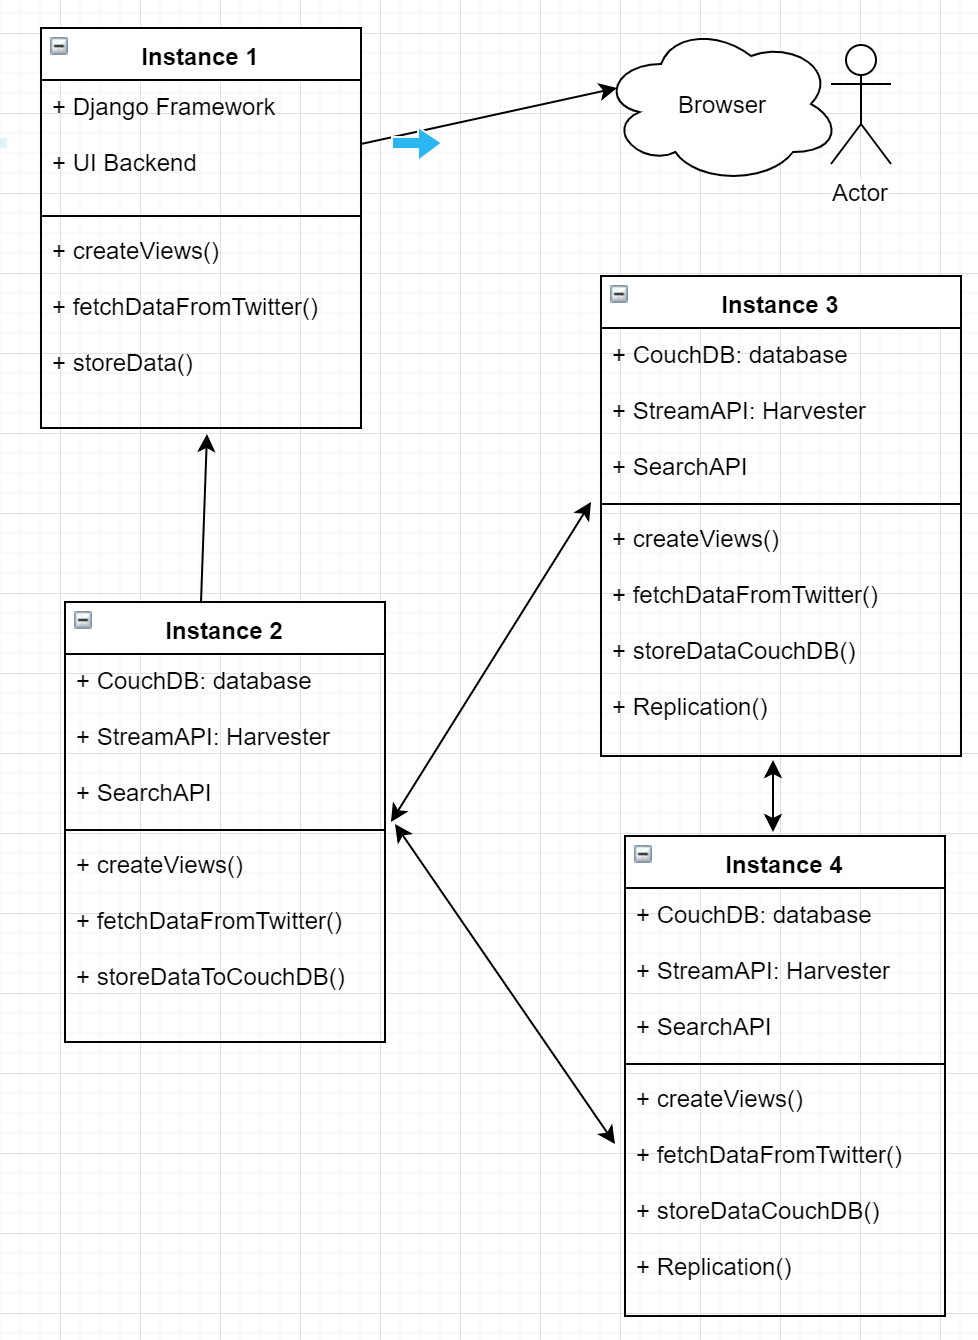 Instance 1
+ Django Framework
+ UI Backend
+ createViews()
+ fetchDataFromTwitter()
+ storeData()
Browser
Actor
Instance 3
+ CouchDB: database
+ StreamAPI: Harvester
+ SearchAPI
+ createViews()
+ fetchDataFromTwitter()
+ storeDataCouchDB()
+ Replication()
Instance 2
+ CouchDB: database
+ StreamAPI: Harvester
+ SearchAPI
+ createViews()
+ fetchDataFromTwitter()
+ storeDataToCouchDB()
Instance 4
+ CouchDB: database
+ StreamAPI: Harvester
+ SearchAPI
+ createViews()
+ fetchDataFromTwitter()
+ storeDataCouchDB()
+ Replication()